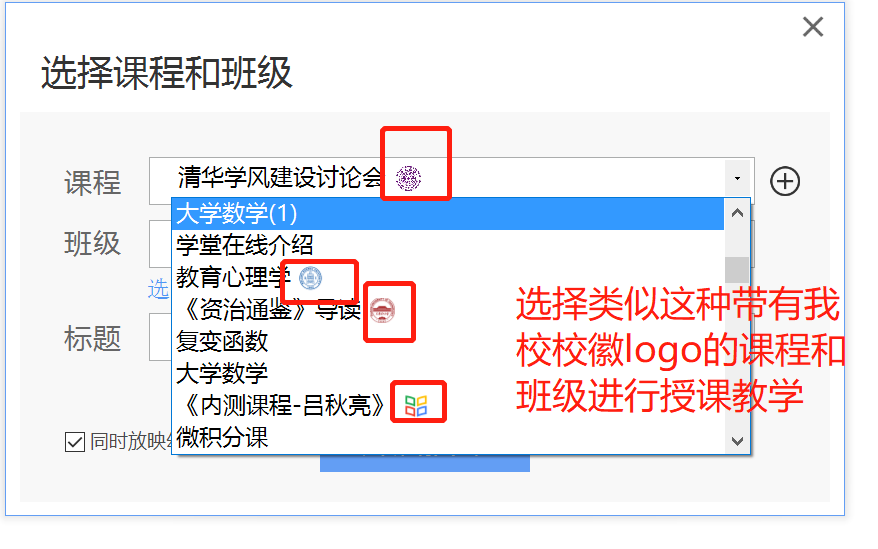 选择课程和班级
课程
清华学风建设讨论会
大学数学(1)
学堂在线介绍
班级
教育心理学
选
《资治通鉴》导读
标题
复变函数
大学数学
《内测课程-吕秋亮》
同时放映
微积分课
选择类似这种带有我
校校徽logo的课程和
班级进行授课教学